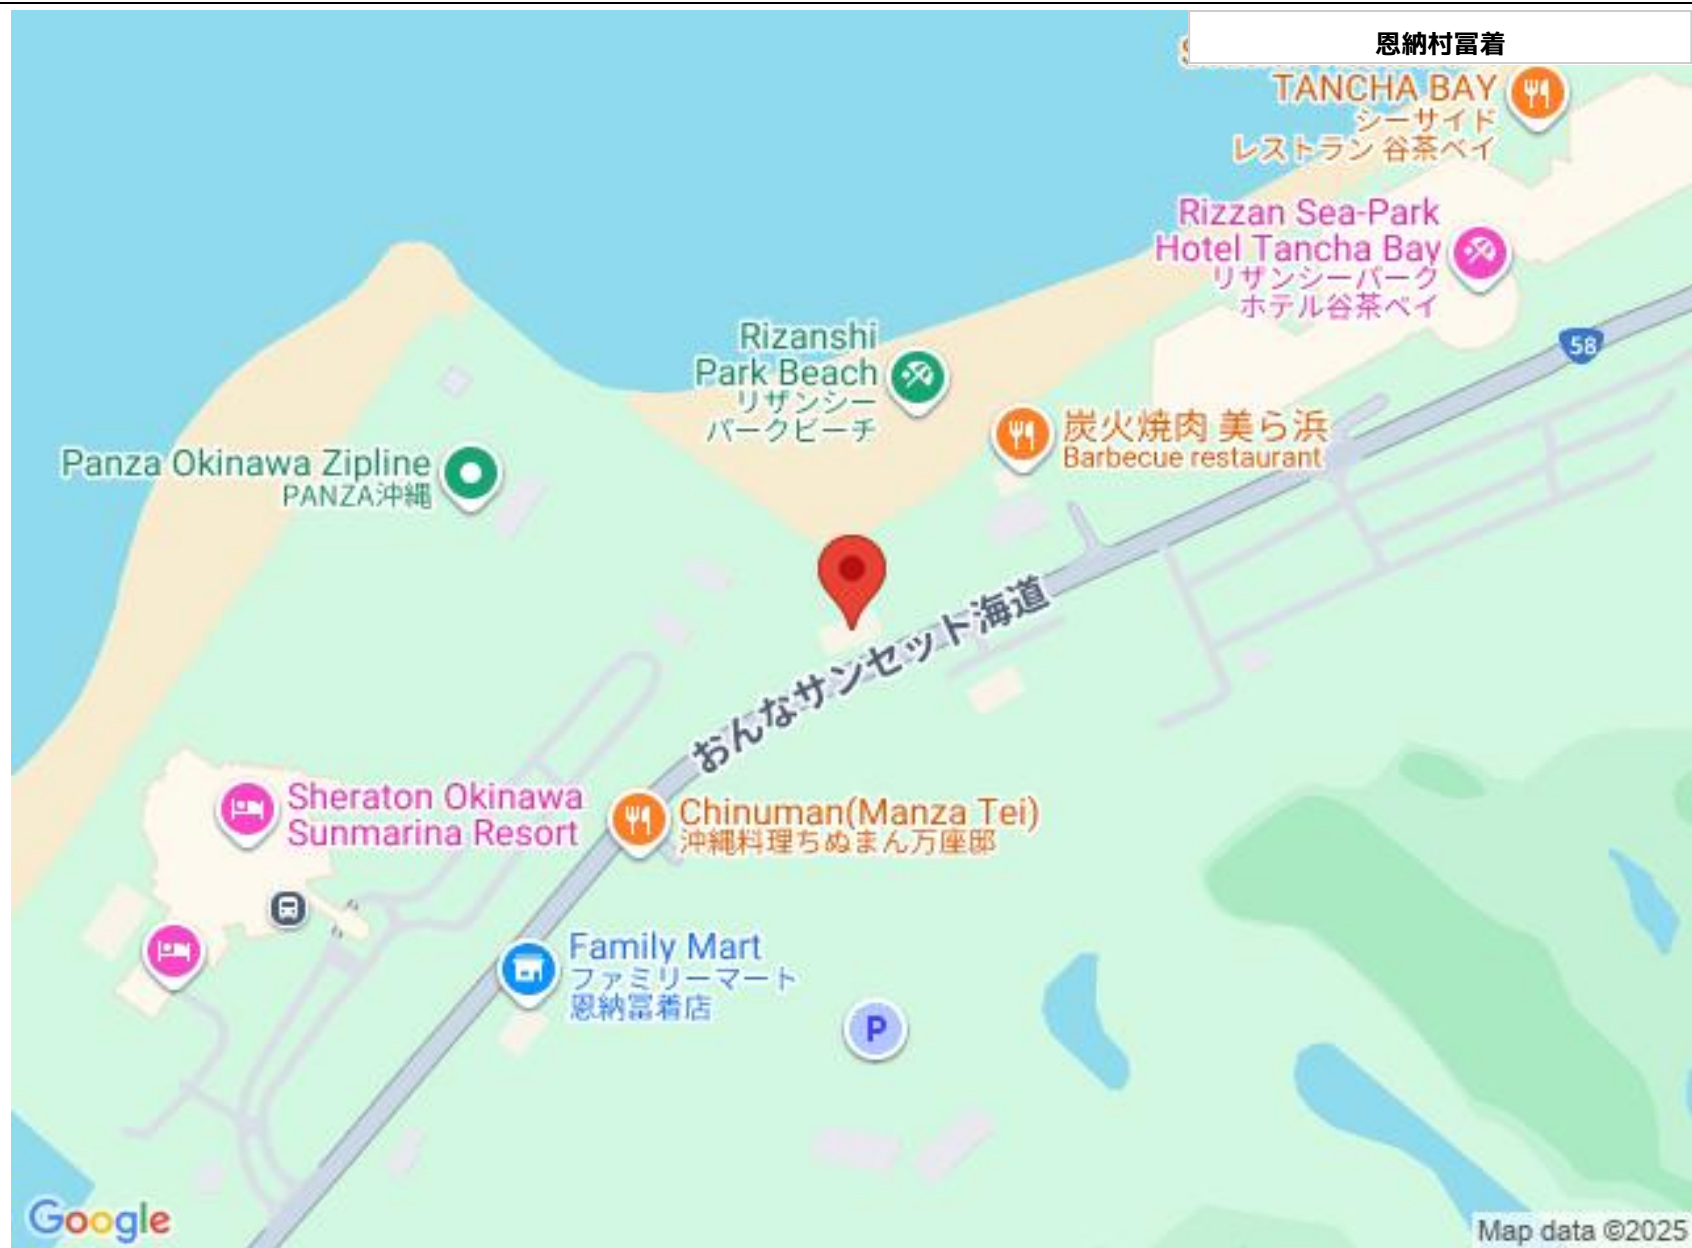 恩納村冨着
TANCHA BAY
シーサイド
レストラン 谷茶ベイ
Rizzan Sea-Park
Hotel Tancha Bay
リザンシーパーク
ホテル谷茶ベイ
58
Rizanshi
Park Beach
リザンシー
パークビーチ
炭火焼肉 美ら浜
Barbecue restaurant
Panza Okinawa Zipline
PANZA沖縄
おんなサンセット海道
Sheraton Okinawa
Sunmarina Resort
Chinuman(Manza Tei)
沖縄料理ちぬまん万座邸
Family Mart
ファミリーマート
恩納冨着店
P
Google
Map data ©2025